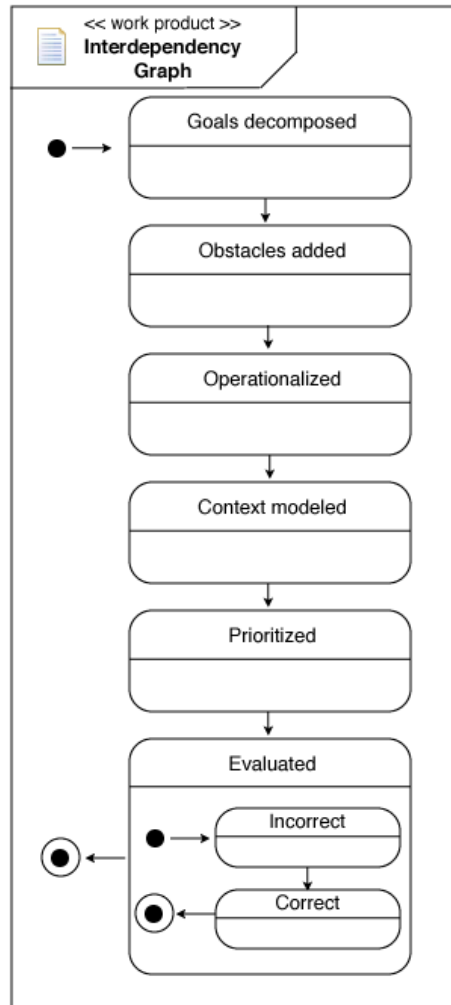 << work product >>
Interdependency
Graph
Goals decomposed
Obstacles added
Operationalized
Context modeled
Prioritized
Evaluated
Incorrect
Correct